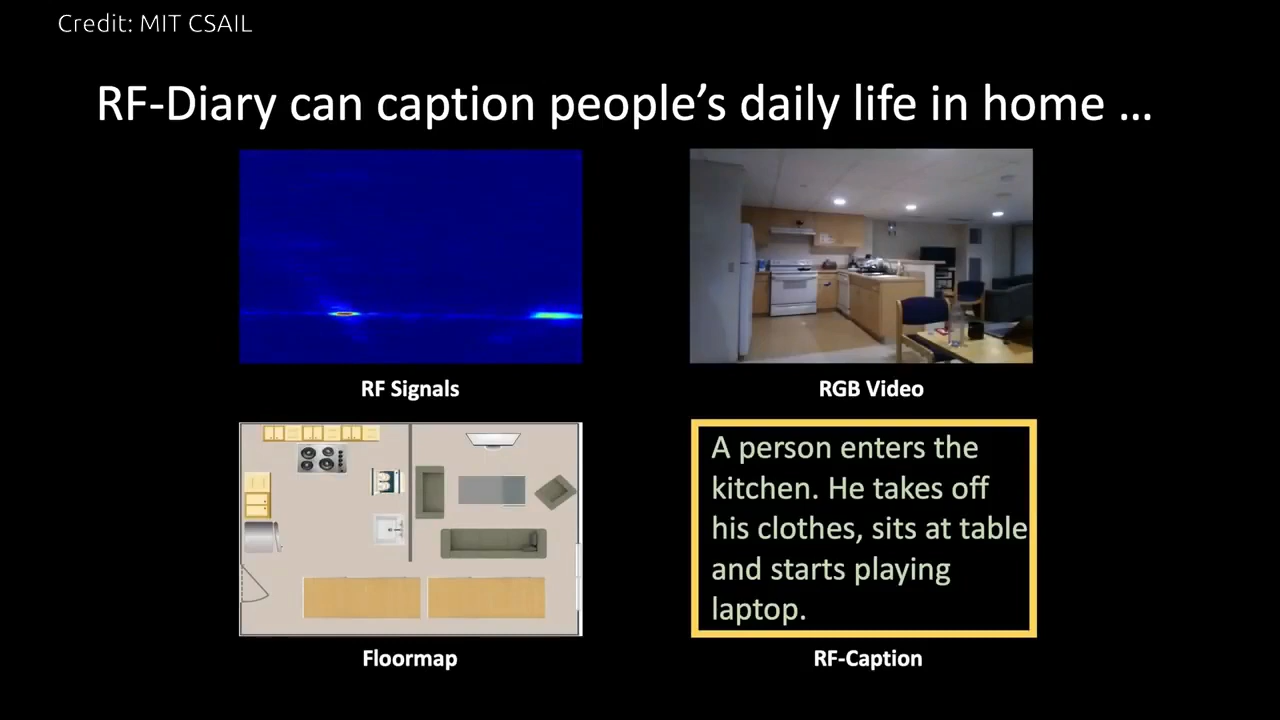 Credit: MIT CSAIL
RF-Diary can caption people's daily life in home ...
RF Signals
RGB Video
A person enters the
kitchen. He takes off
his clothes, sits at table
and starts playing
laptop.
Floormap
RF-Caption